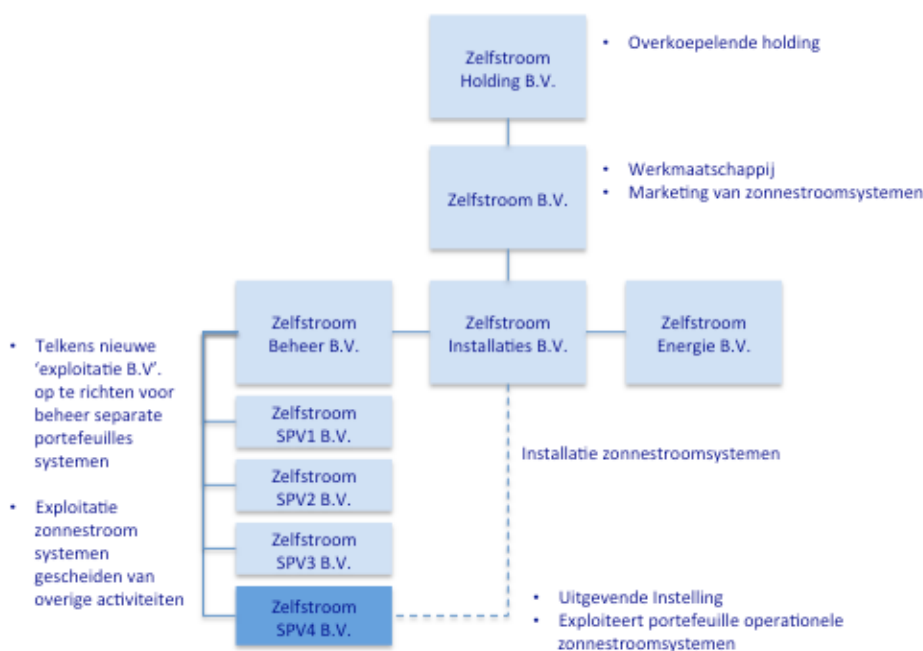 Zelfstroom
Holding B.V.
• Overkoepelende holding
Zelfstroom B.V.
• Werkmaatschappij
• Marketing van zonnestroomsystemen
Zelfstroom
Beheer B.V.
Zelfstroom
Installaties B.V.
Zelfstroom
Energie B.V.
• Telkens nieuwe
'exploitatie B.V'.
op te richten voor
beheer separate
portefeuilles
systemen
• Exploitatie
zonnestroom
systemen
gescheiden van
overige activiteiten
Zelfstroom
SPV1 B.V.
Zelfstroom
SPV2 B.V.
Zelfstroom
SPV3 B.V.
Zelfstroom
SPV4 B.V.
Installatie zonnestroomsystemen
• Uitgevende Instelling
• Exploiteert portefeuille operationele
zonnestroomsystemen